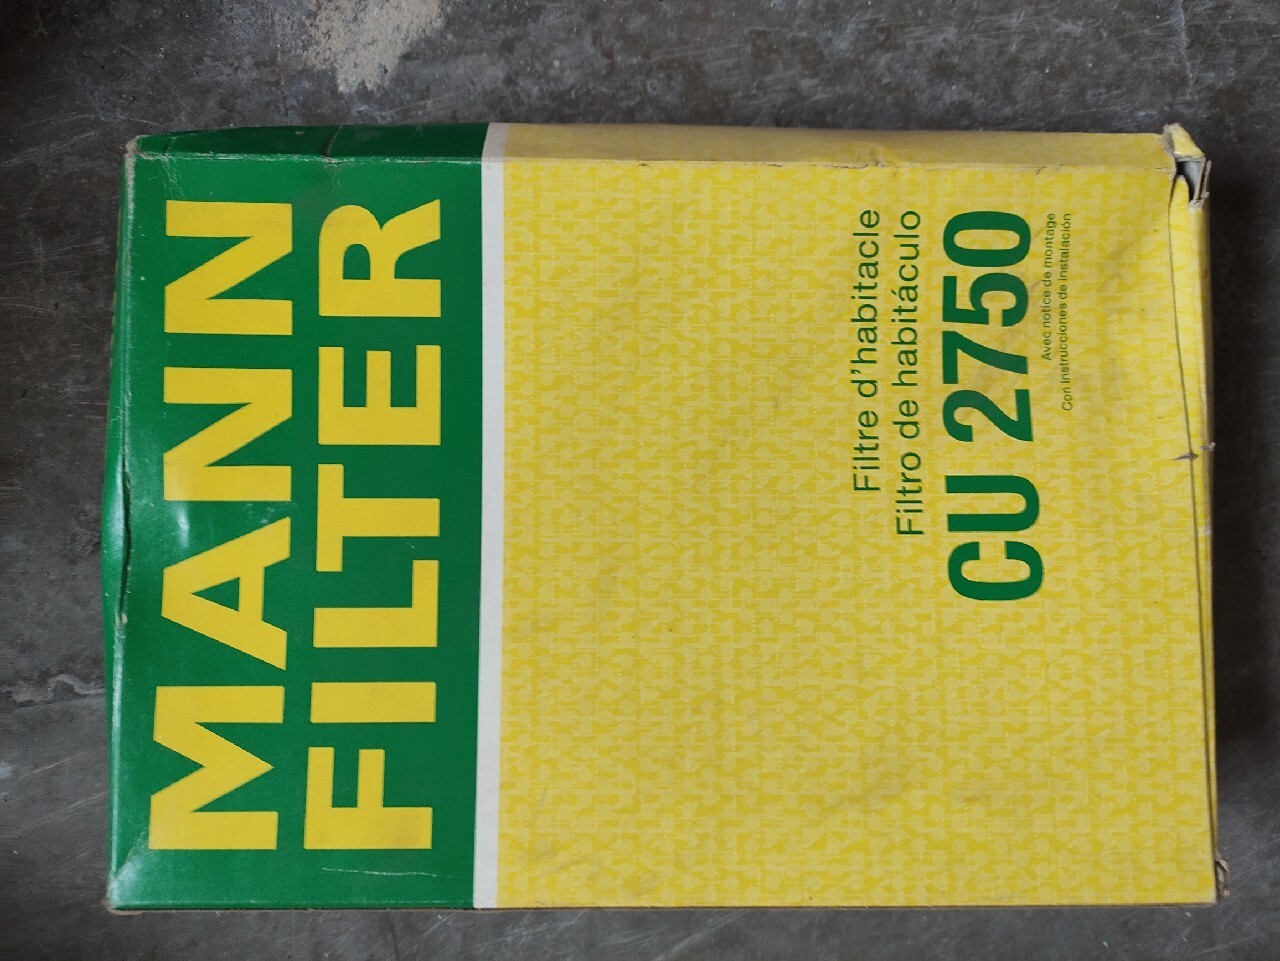 MANN
FILTER
Filtre d'habitacle
Filtro de habitáculo
CU 2750
Avec notice de montage
Con instrucciones de instalación